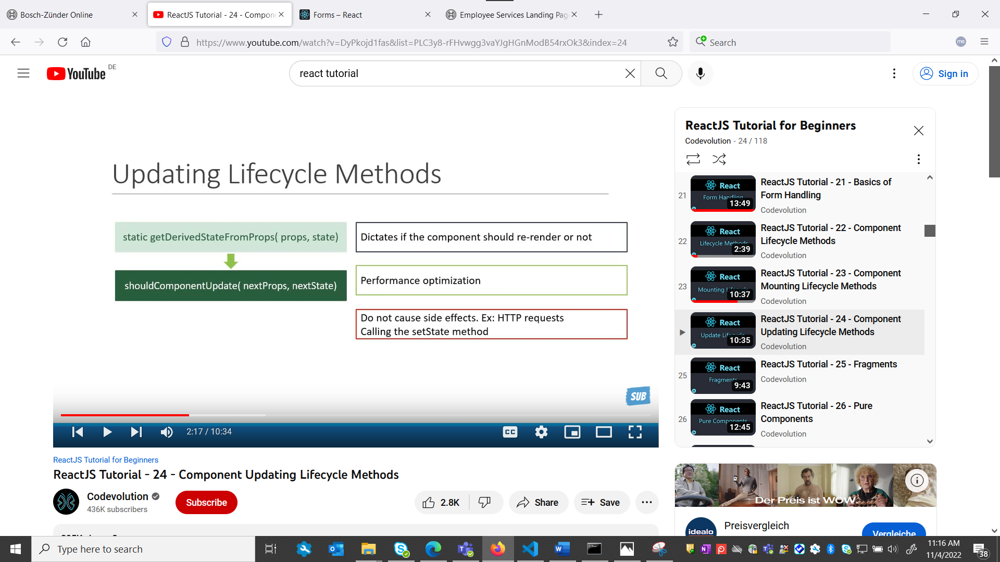 Bosch-Zünder Online
ReactJS Tutorial - 24 - Compone
Forms – React
Employee Services Landing Pag
https://www.youtube.com/watch?v=DyPkojd1fas&list=PLC3y8-rFHvwgg3vaYJgHGnModB54rxOk3&index=24
Search
me
YouTube DE
react tutorial
Sign in
Updating Lifecycle Methods
static getDerivedStateFromProps( props, state)
Dictates if the component should re-render or not
shouldComponentUpdate( nextProps, nextState)
Performance optimization
Do not cause side effects. Ex: HTTP requests
Calling the setState method
SUB
2:17 / 10:34
CC
ReactJS Tutorial for Beginners
ReactJS Tutorial - 24 - Component Updating Lifecycle Methods
Codevolution
436K subscribers
Subscribe
2.8K
Share
Save
ReactJS Tutorial for Beginners
Codevolution - 24 / 118
21
React
Form Handling
13:49
ReactJS Tutorial - 21 - Basics of
Form Handling
Codevolution
22
React
Lifecycle Methods
2:39
ReactJS Tutorial - 22 - Component
Lifecycle Methods
Codevolution
23
React
Mounting Lifecycle
10:37
ReactJS Tutorial - 23 - Component
Mounting Lifecycle Methods
Codevolution
React
Update Lifecycle
10:35
ReactJS Tutorial - 24 - Component
Updating Lifecycle Methods
Codevolution
25
React
Fragments
9:43
ReactJS Tutorial - 25 - Fragments
Codevolution
26
React
Pure Components
12:45
ReactJS Tutorial - 26 - Pure
Components
Codevolution
Der Preis ist WOW.
idealo
Preisvergleich
Vergleiche
Type here to search
11:16 AM
11/4/2022
38